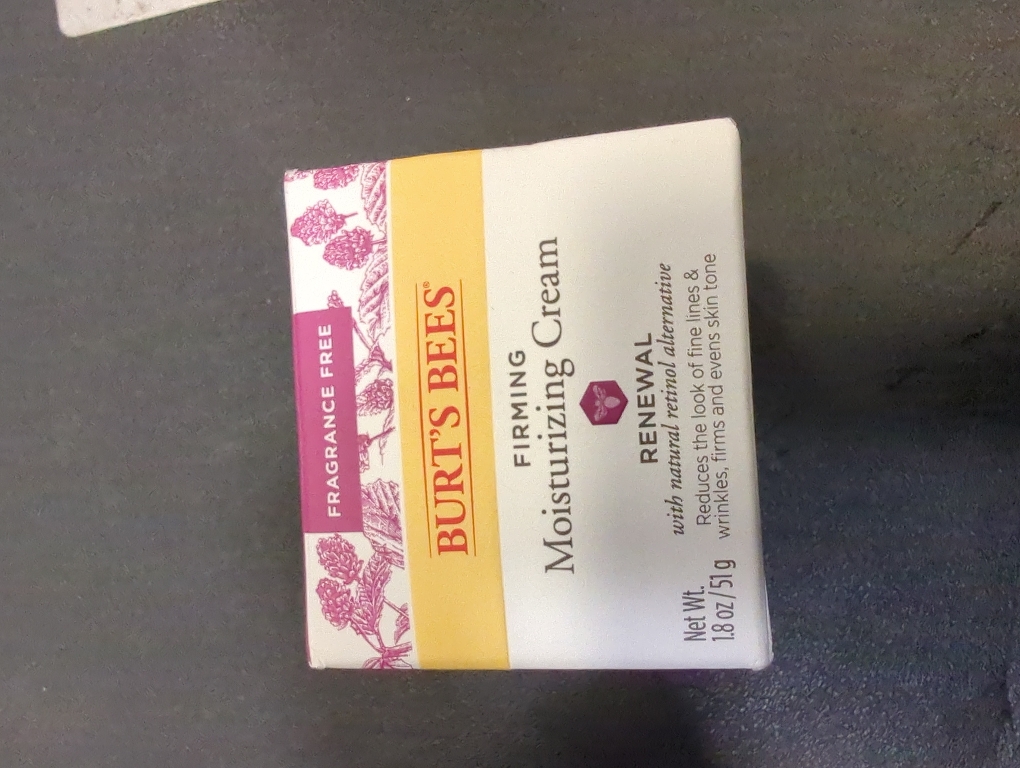 FRAGRANCE FREE
BURT'S BEES®
FIRMING
Moisturizing Cream
RENEWAL
with natural retinol alternative
Reduces the look of fine lines &
wrinkles, firms and evens skin tone
Net Wt.
1.8 oz/51 g